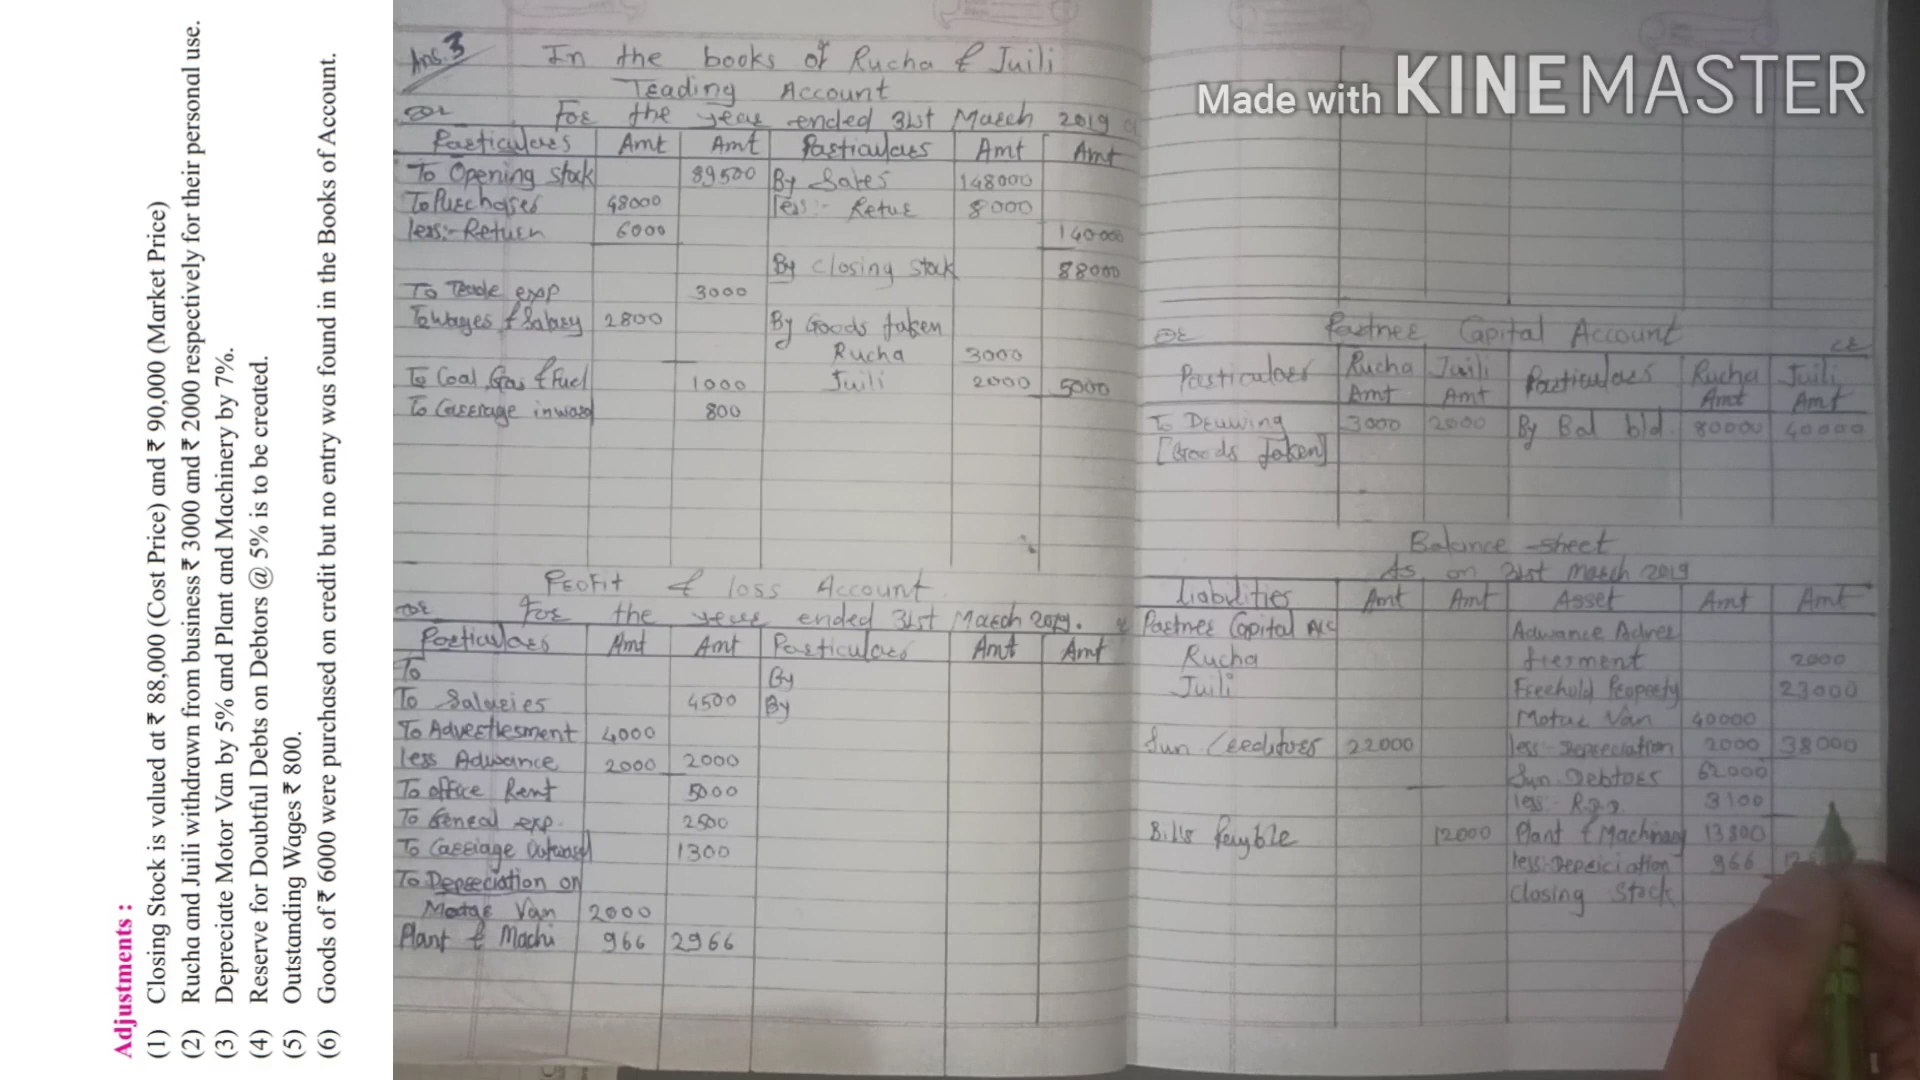 Adjustments :
(1) Closing Stock is valued at ₹ 88,000 (Cost Price) and ₹ 90,000 (Market Price)
(2) Rucha and Juili withdrawn from business ₹ 3000 and ₹ 2000 respectively for their personal use.
(3) Depreciate Motor Van by 5% and Plant and Machinery by 7%.
(4) Reserve for Doubtful Debts on Debtors @ 5% is to be created.
(5) Outstanding Wages ₹ 800.
(6) Goods of ₹ 6000 were purchased on credit but no entry was found in the Books of Account.
Ans.3 In the books of Rucha & Juili
Trading Account
For the year ended 31st March 2019
Particulars Amt Amt Particulars Amt Amt
To Opening stock 89500 By Sales 148000
To Purchases 48000 less:- Retur 8000
less:- Return 6000 140000
By closing stock 88000
To Trade exp 3000
To wages & Salary 2800 By Goods taken
Rucha 3000
To Coal, Gas & Fuel 1000 Juili 2000 5000
To Carrage inward 800
Profit & loss Account
For the year ended 31st March 2019.
Particulars Amt Amt Particulars Amt Amt
To By
To Salaries 4500 By
To Advertiesment 4000
less Advance 2000 2000
To office Rent 5000
To Geneal exp. 2500
To Carriage Outward 1300
To Depreciation on
Motar Van 2000
Plant & Machi 966 2966
Made with KINEMASTER
Partner Capital Account
Particulars Rucha Juili Particulars Rucha Juili
Amt Amt Amt Amt
To Drawing 3000 2000 By Bal b/d. 80000 40000
[Goods taken]
Balance sheet
As on 31st march 2019
Liabilities Amt Amt Asset Amt Amt
Partner Capital A/c Advance Adver
Rucha tiesment 2000
Juili Freehold Property 23000
Motar Van 40000
Sun Creditors 22000 less:- Depreciation 2000 38000
Sun. Debtors 62000
less:- 3100
Bills Payble 12000 Plant & Machinary 13800
less:- 966
Closing Stock